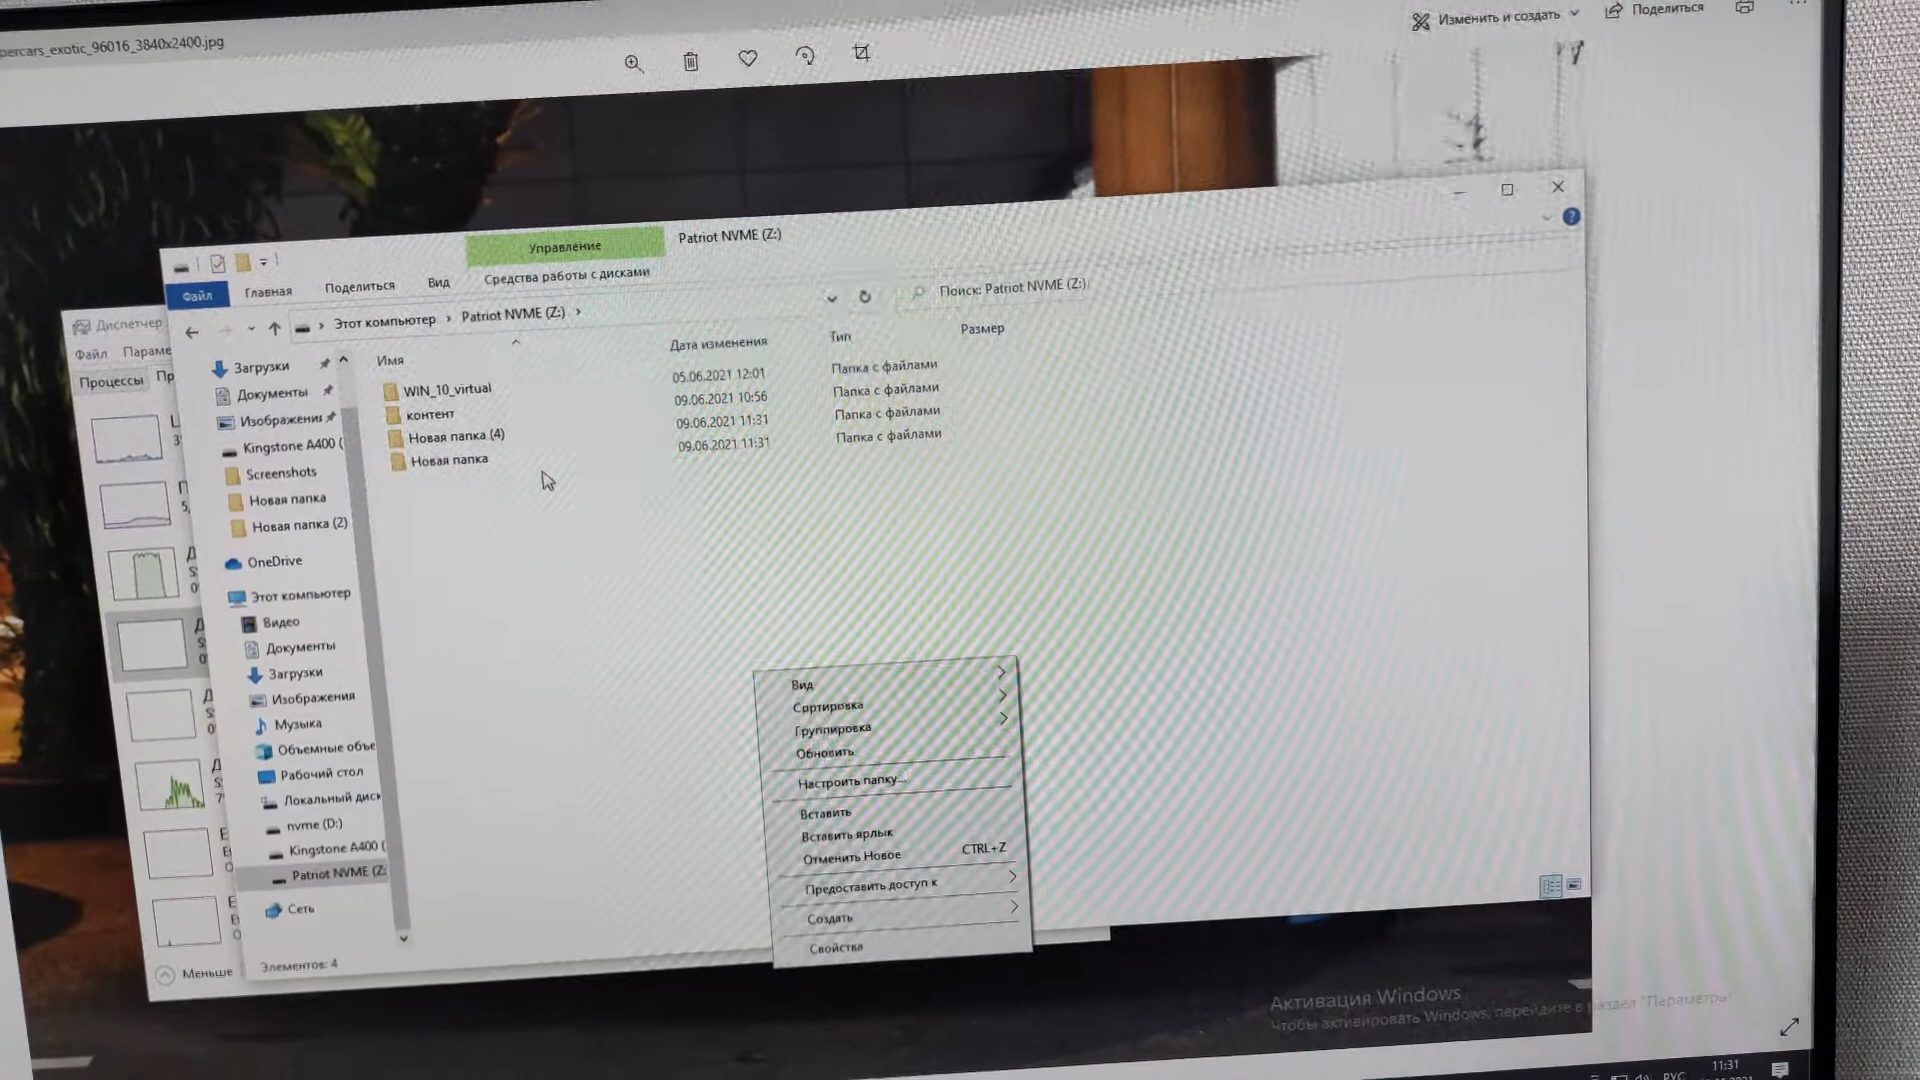 percars_exotic_96016_3840x2400.jpg
Изменить и создать
Поделиться
Управление
Patriot NVME (Z:)
Файл
Главная
Поделиться
Вид
Средства работы с дисками
Этот компьютер › Patriot NVME (Z:) ›
Поиск: Patriot NVME (Z:)
Диспетчер
Файл Параме
Процессы Пр
Имя
Дата изменения
Тип
Размер
WIN_10_virtual 05.06.2021 12:01 Папка с файлами
контент 09.06.2021 10:56 Папка с файлами
Новая папка (4) 09.06.2021 11:31 Папка с файлами
Новая папка 09.06.2021 11:31 Папка с файлами
Загрузки
Документы
Изображения
Kingstone A400 (
Screenshots
Новая папка
Новая папка (2)
OneDrive
Этот компьютер
Видео
Документы
Загрузки
Изображения
Музыка
Объемные объе
Рабочий стол
Локальный диск
nvme (D:)
Kingstone A400 (
Patriot NVME (Z:
Сеть
Элементов: 4
Меньше
Вид
Сортировка
Группировка
Обновить
Настроить папку...
Вставить
Вставить ярлык
Отменить Новое CTRL+Z
Предоставить доступ к
Создать
Свойства
Активация Windows
Чтобы активировать Windows, перейдите в раздел "Параметры"
РУС
11:31